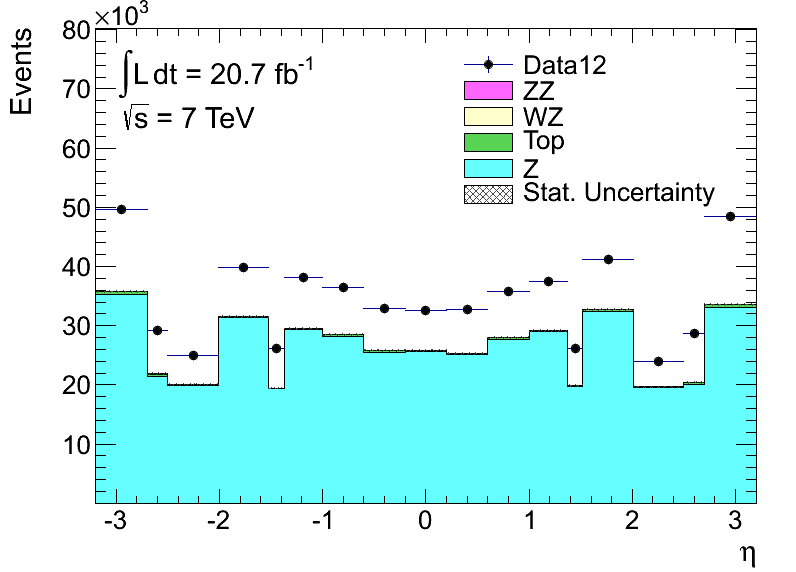 ×10³
Events
80
70
60
50
40
30
20
10
∫L dt = 20.7 fb⁻¹
√s = 7 TeV
Data12
ZZ
WZ
Top
Z
Stat. Uncertainty
-3 -2 -1 0 1 2 3
η